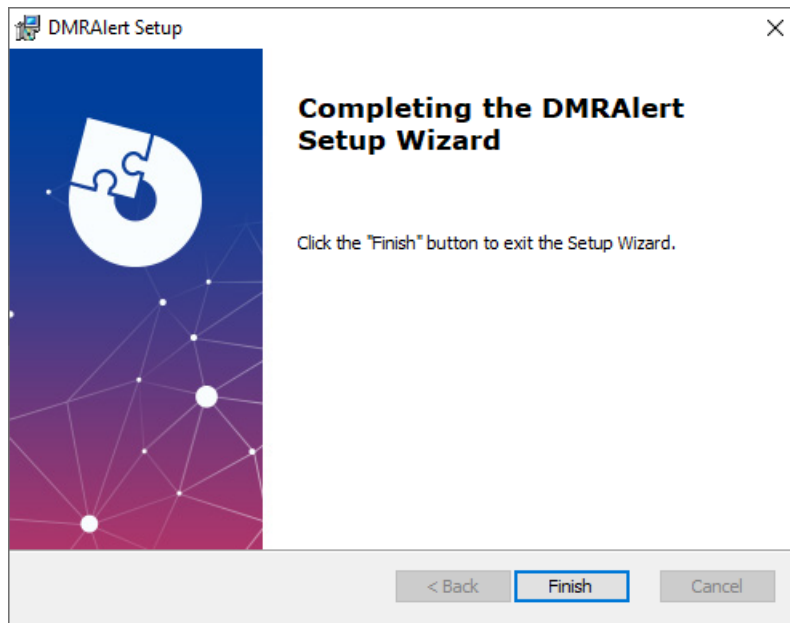 DMRAlert Setup
Completing the DMRAlert
Setup Wizard
Click the "Finish" button to exit the Setup Wizard.
< Back
Finish
Cancel